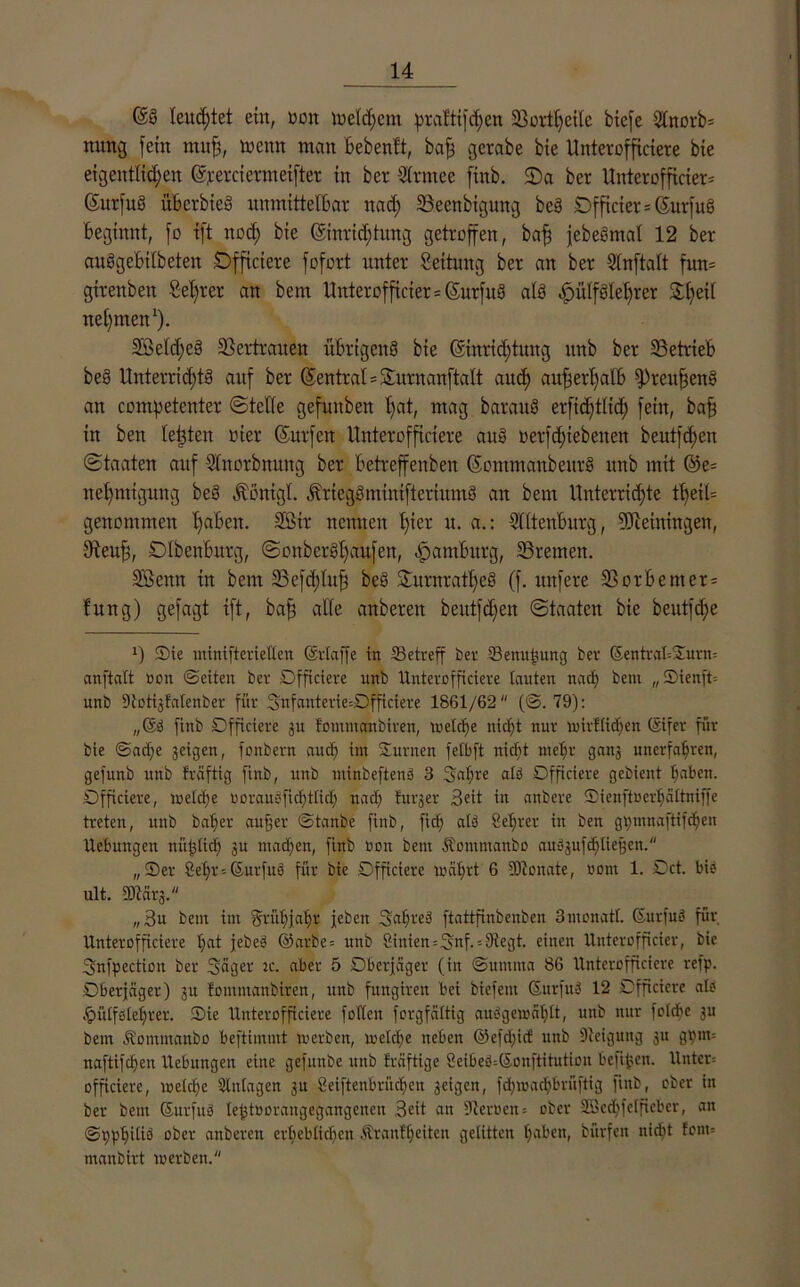 14
Es leuchtet ein, von welchem praktischen Vortheile diese Anord-
nung sein muß, wenn man bedenkt, daß gerade die Unterofficiere die
eigentlichen Exerciermeister in der Armee sind. Da der Unterofficier-
Cursus überdies unmittelbar nach Beendigung des Officier-Cursus
beginnt, so ist noch die Einrichtung getroffen, daß jedesmal 12 der
ausgebildeten Officiere sofort unter Leitung der an der Anstalt fun-
girenden Lehrer an dem Unterofficier-Cursus als Hülfslehrer Theil
nehmen¹).
Welches Vertrauen übrigens die Einrichtung und der Betrieb
des Unterrichts auf der Central-Turnanstalt auch außerhalb Preußens
an competenter Stelle gefunden hat, mag daraus ersichtlich sein, daß
in den letzten vier Cursen Unterofficiere aus verschiedenen deutschen
Staaten auf Anordnung der betreffenden Commandeurs und mit Ge-
nehmigung des Königl. Kriegsministeriums an dem Unterrichte theil-
genommen haben. Wir nennen hier u. a.: Altenburg, Meiningen,
Reuß, Oldenburg, Sondershausen, Hamburg, Bremen.
Wenn in dem Beschluß des Turnrathes (s. unsere Vorbemer-
kung) gesagt ist, daß alle anderen deutschen Staaten die deutsche
¹) Die ministeriellen Erlasse in Betreff der Benutzung der Central-Turn-
anstalt von Seiten der Officiere und Unterofficiere lauten nach dem „Dienst-
und Notizkalender für Infanterie-Officiere 1861/62" (S. 79):
„Es sind Officiere zu kommandiren, welche nicht nur wirklichen Eifer für
die Sache zeigen, sondern auch im Turnen selbst nicht mehr ganz unerfahren,
gesund und kräftig sind, und mindestens 3 Jahre als Officiere gedient haben.
Officiere, welche voraussichtlich nach kurzer Zeit in andere Dienstverhältnisse
treten, und daher außer Stande sind, sich als Lehrer in den gymnastischen
Uebungen nützlich zu machen, sind von dem Kommando auszuschließen."
„Der Lehr-Cursus für die Officiere währt 6 Monate, vom 1. Oct. bis
ult. März."
„Zu dem im Frühjahr jeden Jahres stattfindenden 3monatl. Cursus für
Unterofficiere hat jedes Garde- und Linien-Inf.-Regt. einen Unterofficier, die
Inspection der Jäger ꝛc. aber 5 Oberjäger (in Summa 86 Unterofficiere resp.
Oberjäger) zu kommandiren, und fungiren bei diesem Cursus 12 Officiere als
Hülfslehrer. Die Unterofficiere sollen sorgfältig ausgewählt, und nur solche zu
dem Kommando bestimmt werden, welche neben Geschick und Neigung zu gym-
nastischen Uebungen eine gesunde und kräftige Leibes-Constitution besitzen. Unter-
officiere, welche Anlagen zu Leistenbrüchen zeigen, schwachbrüstig sind, oder in
der dem Cursus letztvorangegangenen Zeit an Nerven- oder Wechselfieber, an
Syphilis oder anderen erheblichen Krankheiten gelitten haben, dürfen nicht kom-
mandirt werden."